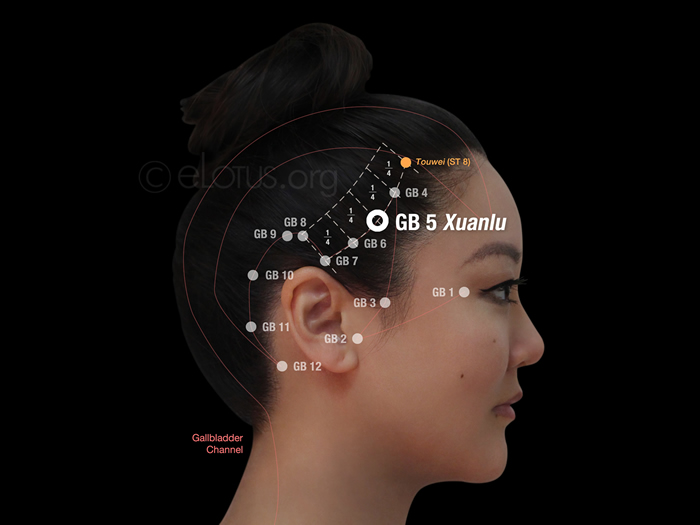 Touwei (ST 8)
1/4
GB 4
1/4
© eLotus.org
1/4
GB 5 Xuanlu
GB 8
GB 9
1/4
GB 6
GB 7
GB 10
GB 3
GB 1
GB 11
GB 2
GB 12
Gallbladder
Channel